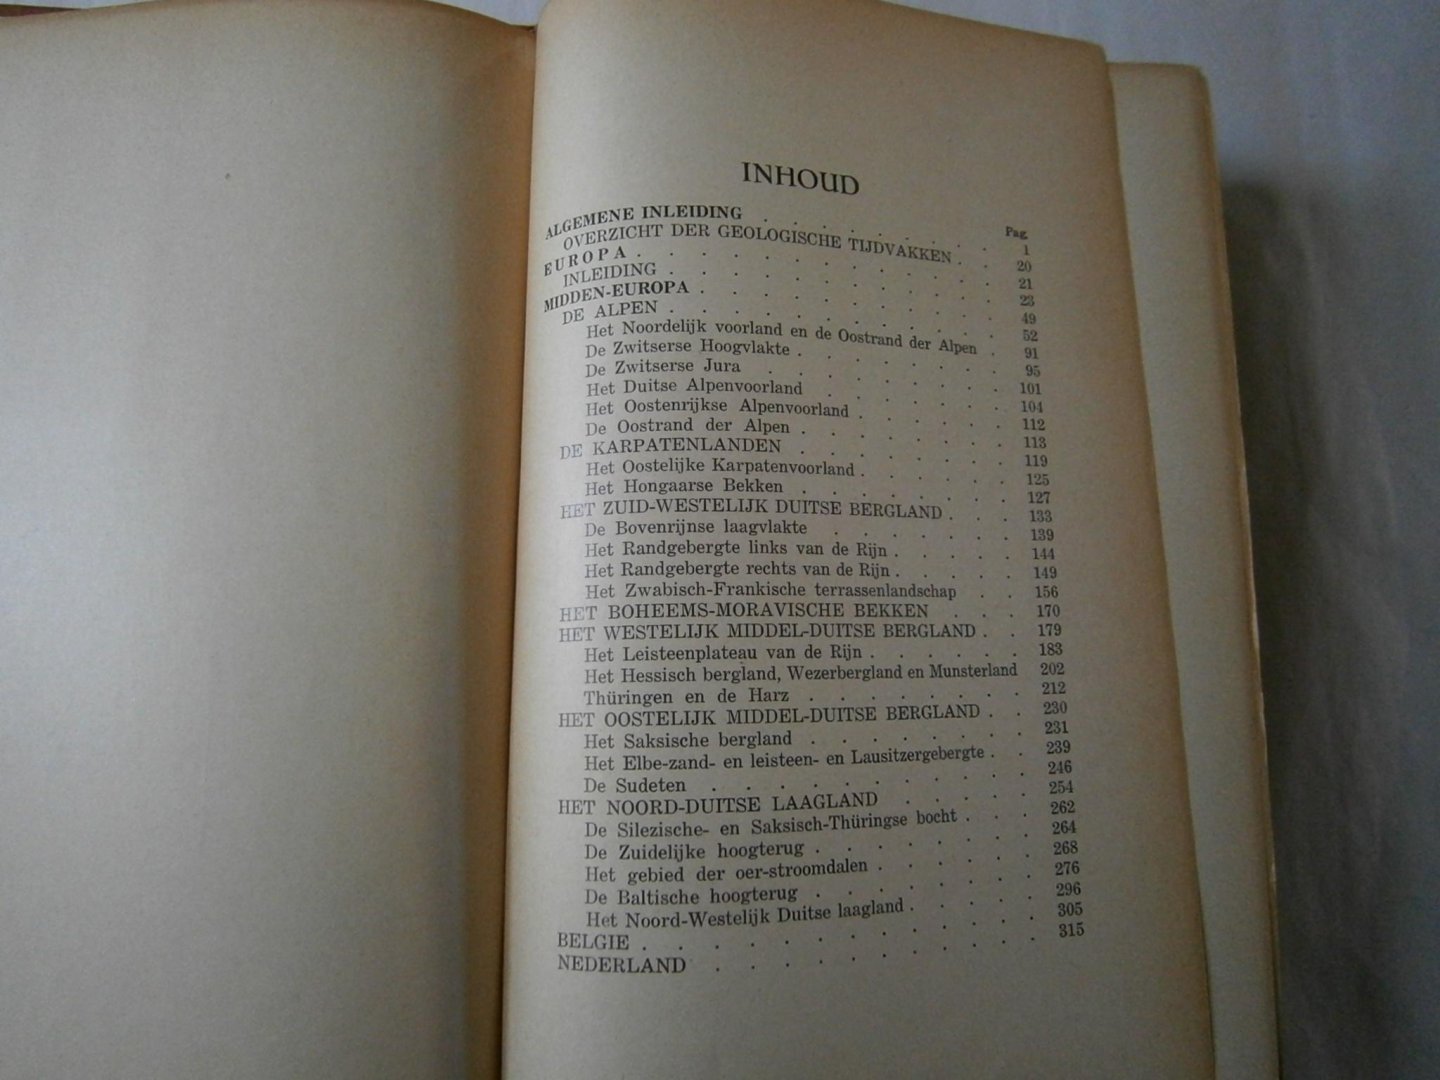 INHOUD
Pag.
ALGEMENE INLEIDING . . . . . . . . 1
OVERZICHT DER GEOLOGISCHE TIJDVAKKEN . . 20
EUROPA . . . . . . . . . . . . 21
INLEIDING . . . . . . . . . . . 23
MIDDEN-EUROPA . . . . . . . . . . 49
DE ALPEN . . . . . . . . . . . 52
Het Noordelijk voorland en de Oostrand der Alpen . 91
De Zwitserse Hoogvlakte . . . . . . . 95
De Zwitserse Jura . . . . . . . . 101
Het Duitse Alpenvoorland . . . . . . 104
Het Oostenrijkse Alpenvoorland . . . . . 112
De Oostrand der Alpen . . . . . . . 113
DE KARPATENLANDEN . . . . . . . 119
Het Oostelijke Karpatenvoorland . . . . . 125
Het Hongaarse Bekken . . . . . . . 127
HET ZUID-WESTELIJK DUITSE BERGLAND . . . 133
De Bovenrijnse laagvlakte . . . . . . 139
Het Randgebergte links van de Rijn . . . . . 144
Het Randgebergte rechts van de Rijn . . . . . 149
Het Zwabisch-Frankische terrassenlandschap . . 156
HET BOHEEMS-MORAVISCHE BEKKEN . . . 170
HET WESTELIJK MIDDEL-DUITSE BERGLAND . . 179
Het Leisteenplateau van de Rijn . . . . . . 183
Het Hessisch bergland, Wezerbergland en Munsterland 202
Thüringen en de Harz . . . . . . . . 212
HET OOSTELIJK MIDDEL-DUITSE BERGLAND . . 230
Het Saksische bergland . . . . . . . . 231
Het Elbe-zand- en leisteen- en Lausitzergebergte . . 239
De Sudeten . . . . . . . . . . 246
HET NOORD-DUITSE LAAGLAND . . . . . 254
De Silezische- en Saksisch-Thüringse bocht . . . 262
De Zuidelijke hoogterug . . . . . . . . 264
Het gebied der oer-stroomdalen . . . . . . 268
De Baltische hoogterug . . . . . . . . 276
Het Noord-Westelijk Duitse laagland . . . . . 296
BELGIE . . . . . . . . . . . . 305
NEDERLAND . . . . . . . . . . 315